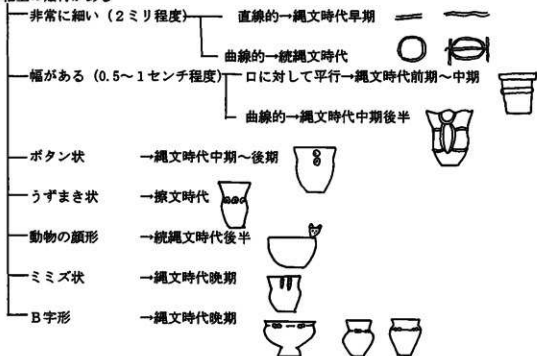 非常に細い(2ミリ程度) 直線的→縄文時代早期
曲線的→続縄文時代
幅がある(0.5～1センチ程度) 口に対して平行→縄文時代前期～中期
曲線的→縄文時代中期後半
ボタン状 →縄文時代中期～後期
うずまき状 →擦文時代
動物の顔形 →続縄文時代後半
ミミズ状 →縄文時代晩期
B字形 →縄文時代晩期